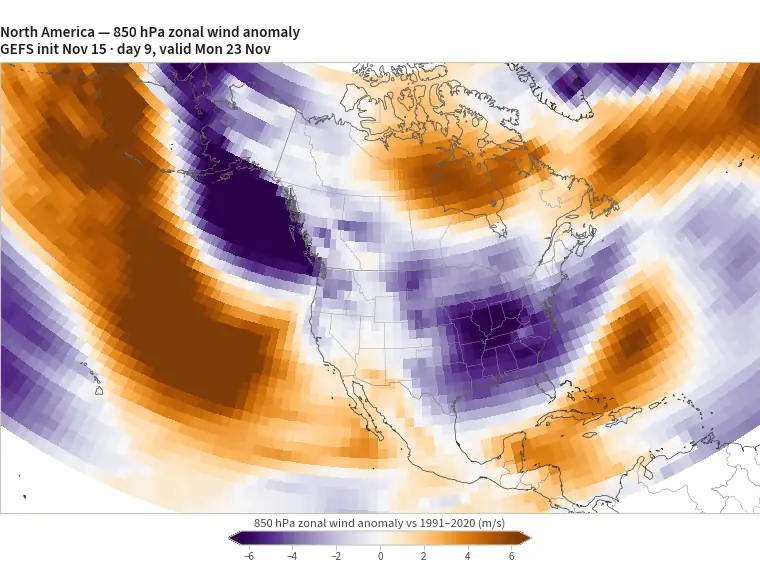 North America — 850 hPa zonal wind anomaly
GEFS init Nov 15 · day 9, valid Mon 23 Nov
850 hPa zonal wind anomaly vs 1991–2020 (m/s)
−6 −4 −2 0 2 4 6